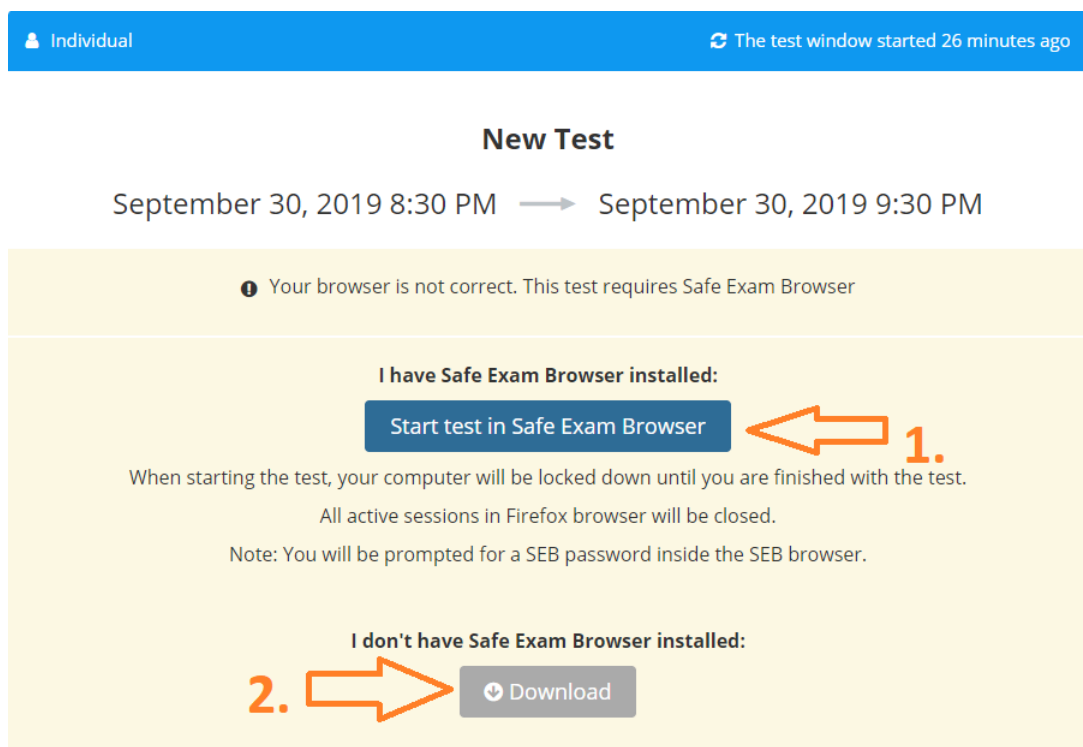 Individual
The test window started 26 minutes ago
New Test
September 30, 2019 8:30 PM September 30, 2019 9:30 PM
Your browser is not correct. This test requires Safe Exam Browser
I have Safe Exam Browser installed:
Start test in Safe Exam Browser
1.
When starting the test, your computer will be locked down until you are finished with the test.
All active sessions in Firefox browser will be closed.
Note: You will be prompted for a SEB password inside the SEB browser.
I don't have Safe Exam Browser installed:
2.
Download